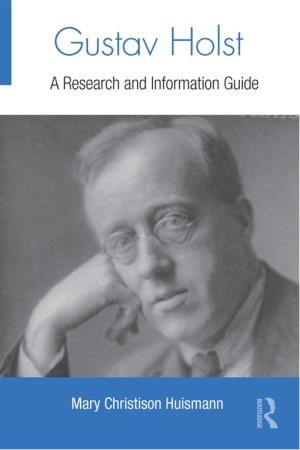 Gustav Holst
A Research and Information Guide
Mary Christison Huismann
ROUTLEDGE